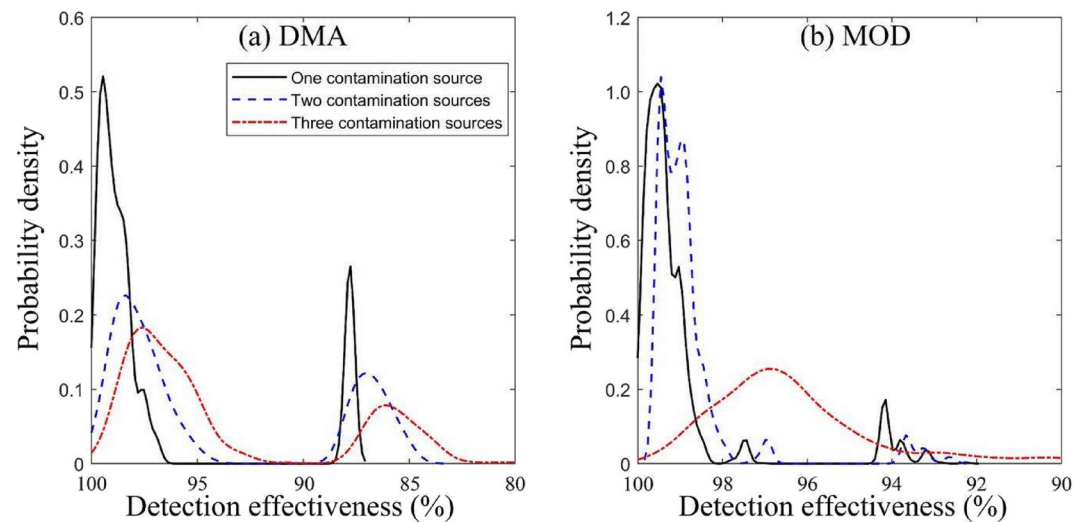 (a) DMA
One contamination source
Two contamination sources
Three contamination sources
0.6
0.5
0.4
0.3
0.2
0.1
0
Probability density
100 95 90 85 80
Detection effectiveness (%)
(b) MOD
1.2
1.0
0.8
0.6
0.4
0.2
0
Probability density
100 98 96 94 92 90
Detection effectiveness (%)